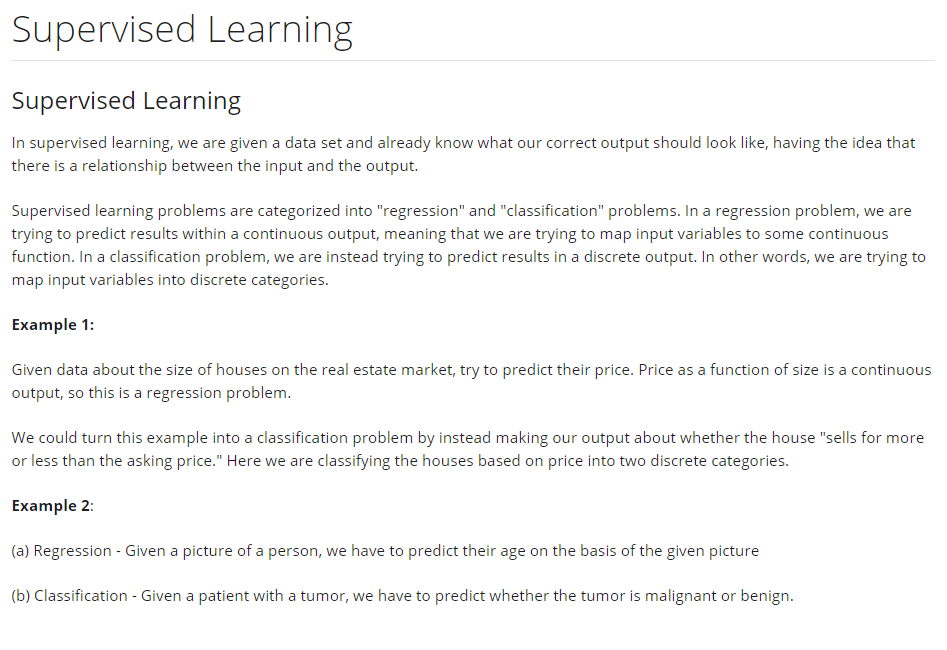 Supervised Learning
Supervised Learning
In supervised learning, we are given a data set and already know what our correct output should look like, having the idea that
there is a relationship between the input and the output.
Supervised learning problems are categorized into "regression" and "classification" problems. In a regression problem, we are
trying to predict results within a continuous output, meaning that we are trying to map input variables to some continuous
function. In a classification problem, we are instead trying to predict results in a discrete output. In other words, we are trying to
map input variables into discrete categories.
Example 1:
Given data about the size of houses on the real estate market, try to predict their price. Price as a function of size is a continuous
output, so this is a regression problem.
We could turn this example into a classification problem by instead making our output about whether the house "sells for more
or less than the asking price." Here we are classifying the houses based on price into two discrete categories.
Example 2:
(a) Regression - Given a picture of a person, we have to predict their age on the basis of the given picture
(b) Classification - Given a patient with a tumor, we have to predict whether the tumor is malignant or benign.